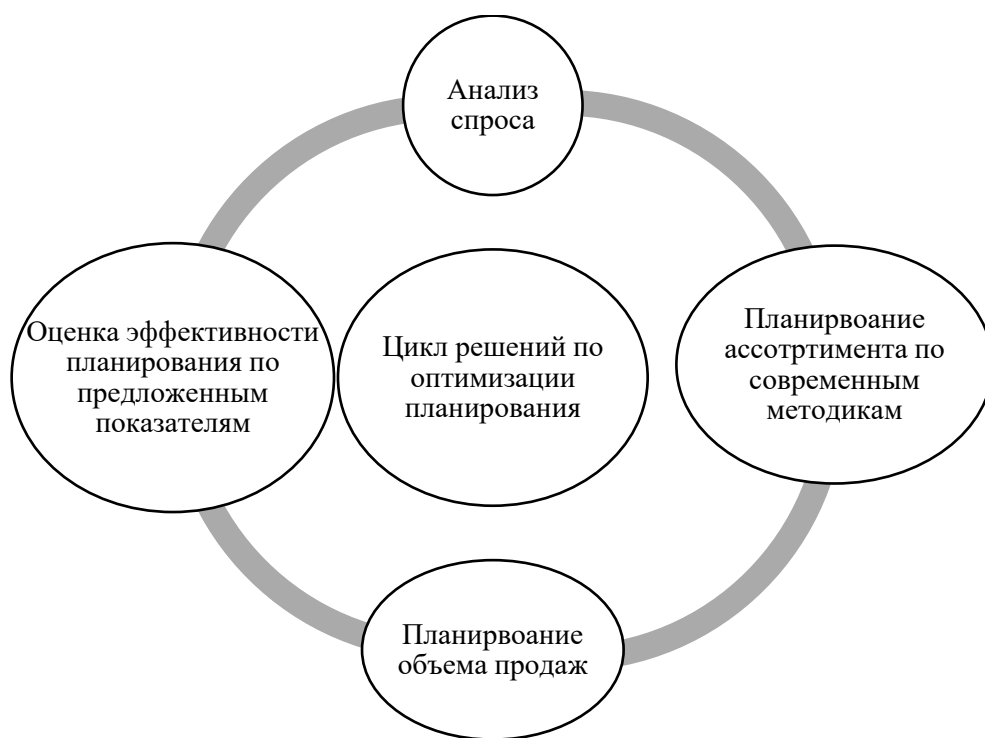 Анализ
спроса
Оценка эффективности
планирования по
предложенным
показателям
Цикл решений по
оптимизации
планирования
Планирвоание
ассотртимента по
современным
методикам
Планирвоание
объема продаж